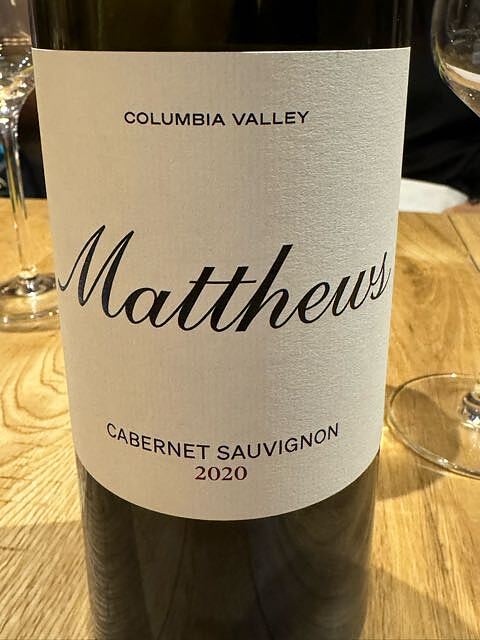 COLUMBIA VALLEY
Matthews
CABERNET SAUVIGNON
2020